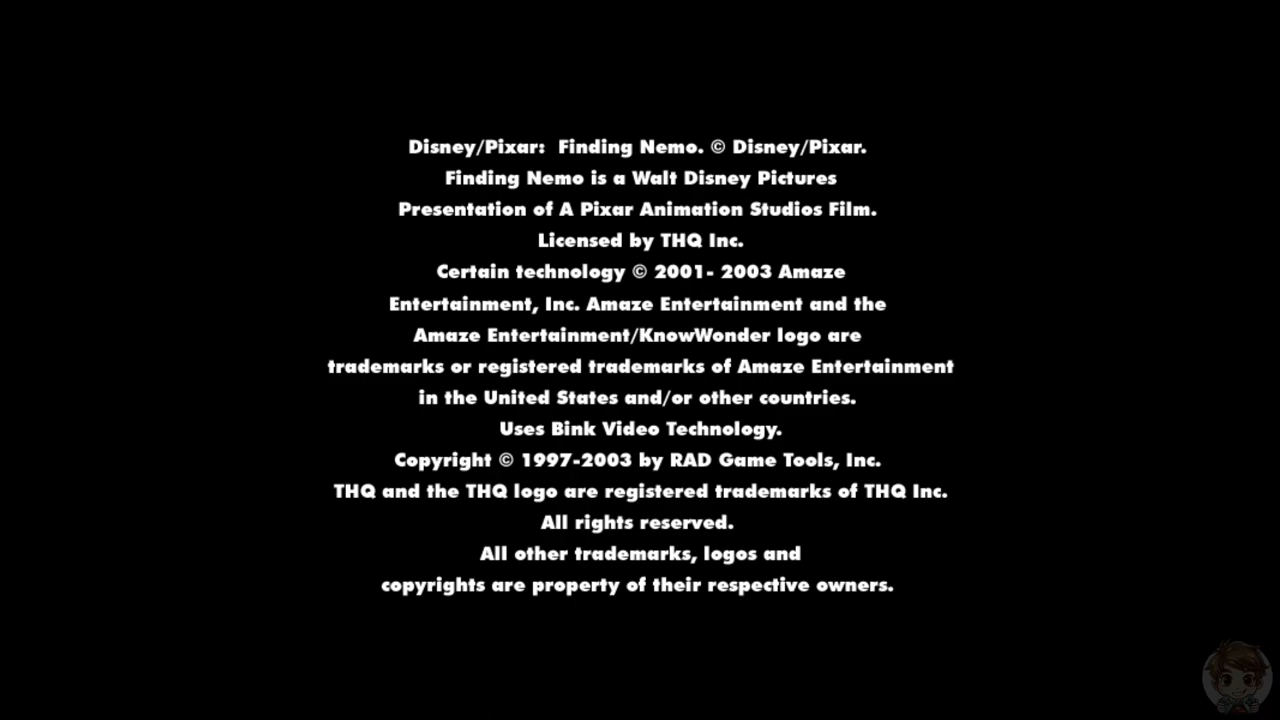 Disney/Pixar:  Finding Nemo. © Disney/Pixar.
Finding Nemo is a Walt Disney Pictures
Presentation of A Pixar Animation Studios Film.
Licensed by THQ Inc.
Certain technology © 2001- 2003 Amaze
Entertainment, Inc. Amaze Entertainment and the
Amaze Entertainment/KnowWonder logo are
trademarks or registered trademarks of Amaze Entertainment
in the United States and/or other countries.
Uses Bink Video Technology.
Copyright © 1997-2003 by RAD Game Tools, Inc.
THQ and the THQ logo are registered trademarks of THQ Inc.
All rights reserved.
All other trademarks, logos and
copyrights are property of their respective owners.